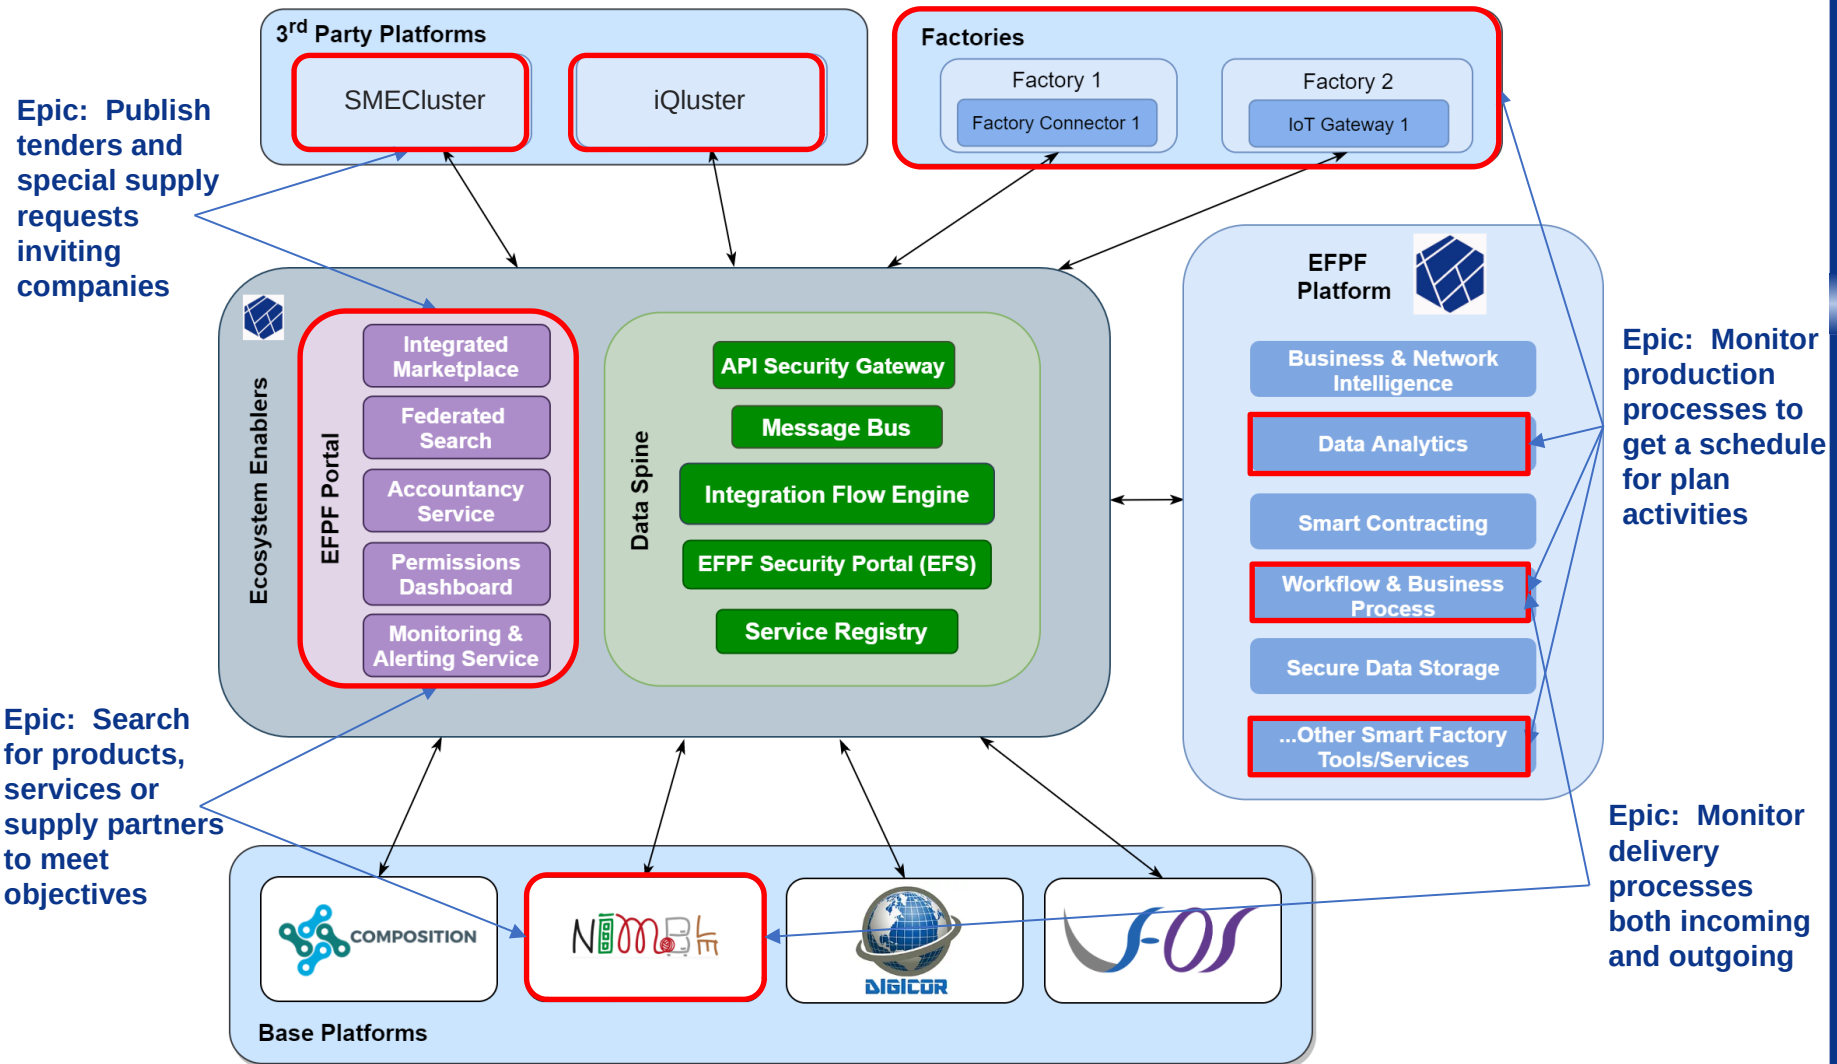 3rd Party Platforms
SMECluster
iQluster
Factories
Factory 1
Factory Connector 1
Factory 2
IoT Gateway 1
Epic: Publish
tenders and
special supply
requests
inviting
companies
Ecosystem Enablers
EFPF Portal
Integrated
Marketplace
Federated
Search
Accountancy
Service
Permissions
Dashboard
Monitoring &
Alerting Service
Data Spine
API Security Gateway
Message Bus
Integration Flow Engine
EFPF Security Portal (EFS)
Service Registry
EFPF
Platform
Business & Network
Intelligence
Data Analytics
Smart Contracting
Workflow & Business
Process
Secure Data Storage
...Other Smart Factory
Tools/Services
Epic: Monitor
production
processes to
get a schedule
for plan
activities
Epic: Search
for products,
services or
supply partners
to meet
objectives
Epic: Monitor
delivery
processes
both incoming
and outgoing
COMPOSITION
NIMBLE
DIGICOR
vf-OS
Base Platforms